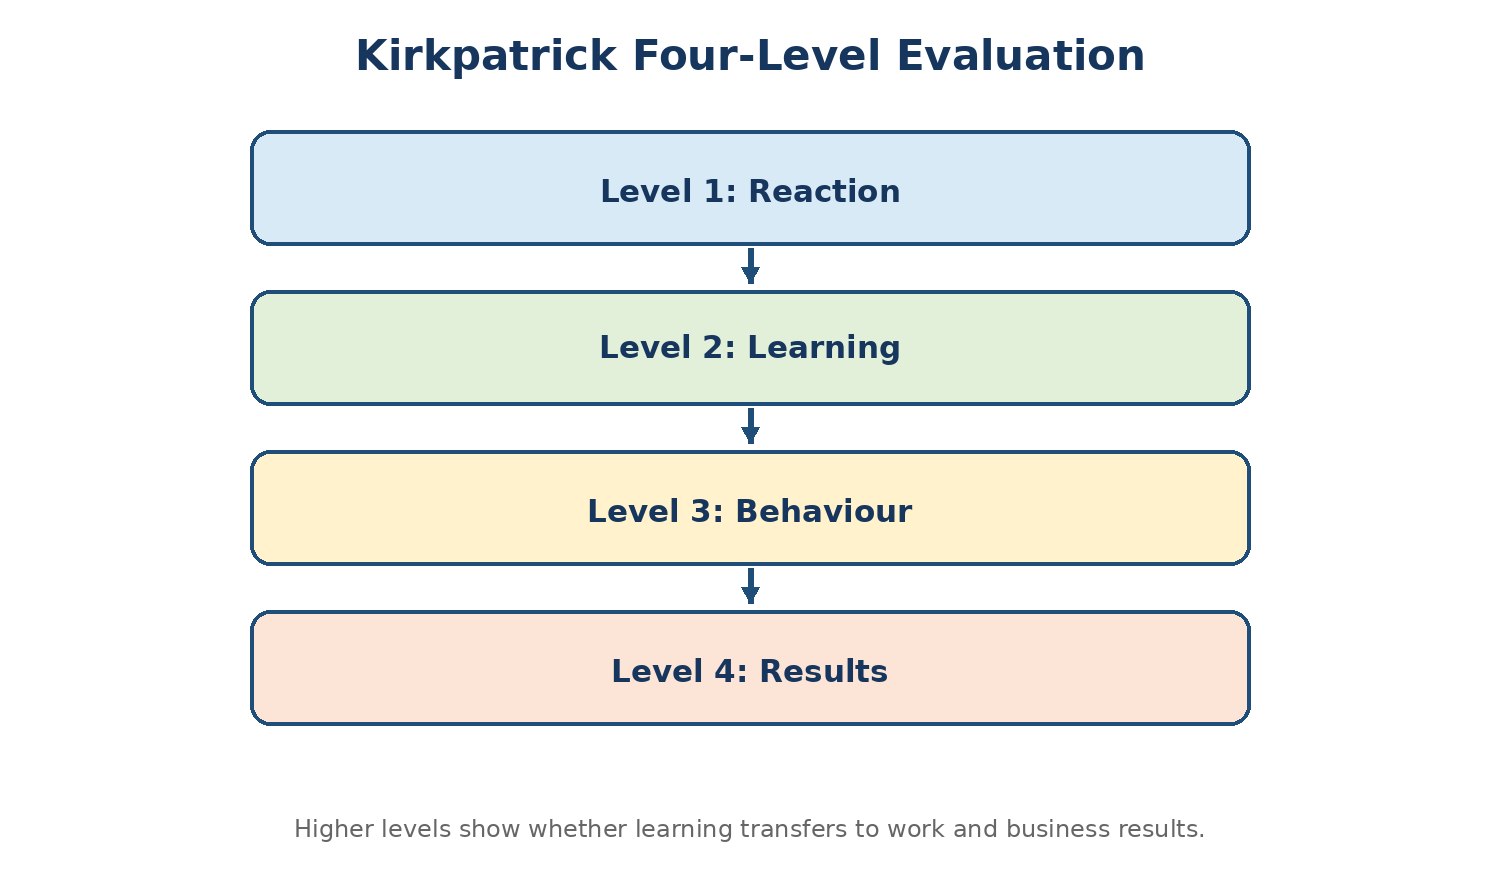 Kirkpatrick Four-Level Evaluation
Level 1: Reaction
Level 2: Learning
Level 3: Behaviour
Level 4: Results
Higher levels show whether learning transfers to work and business results.